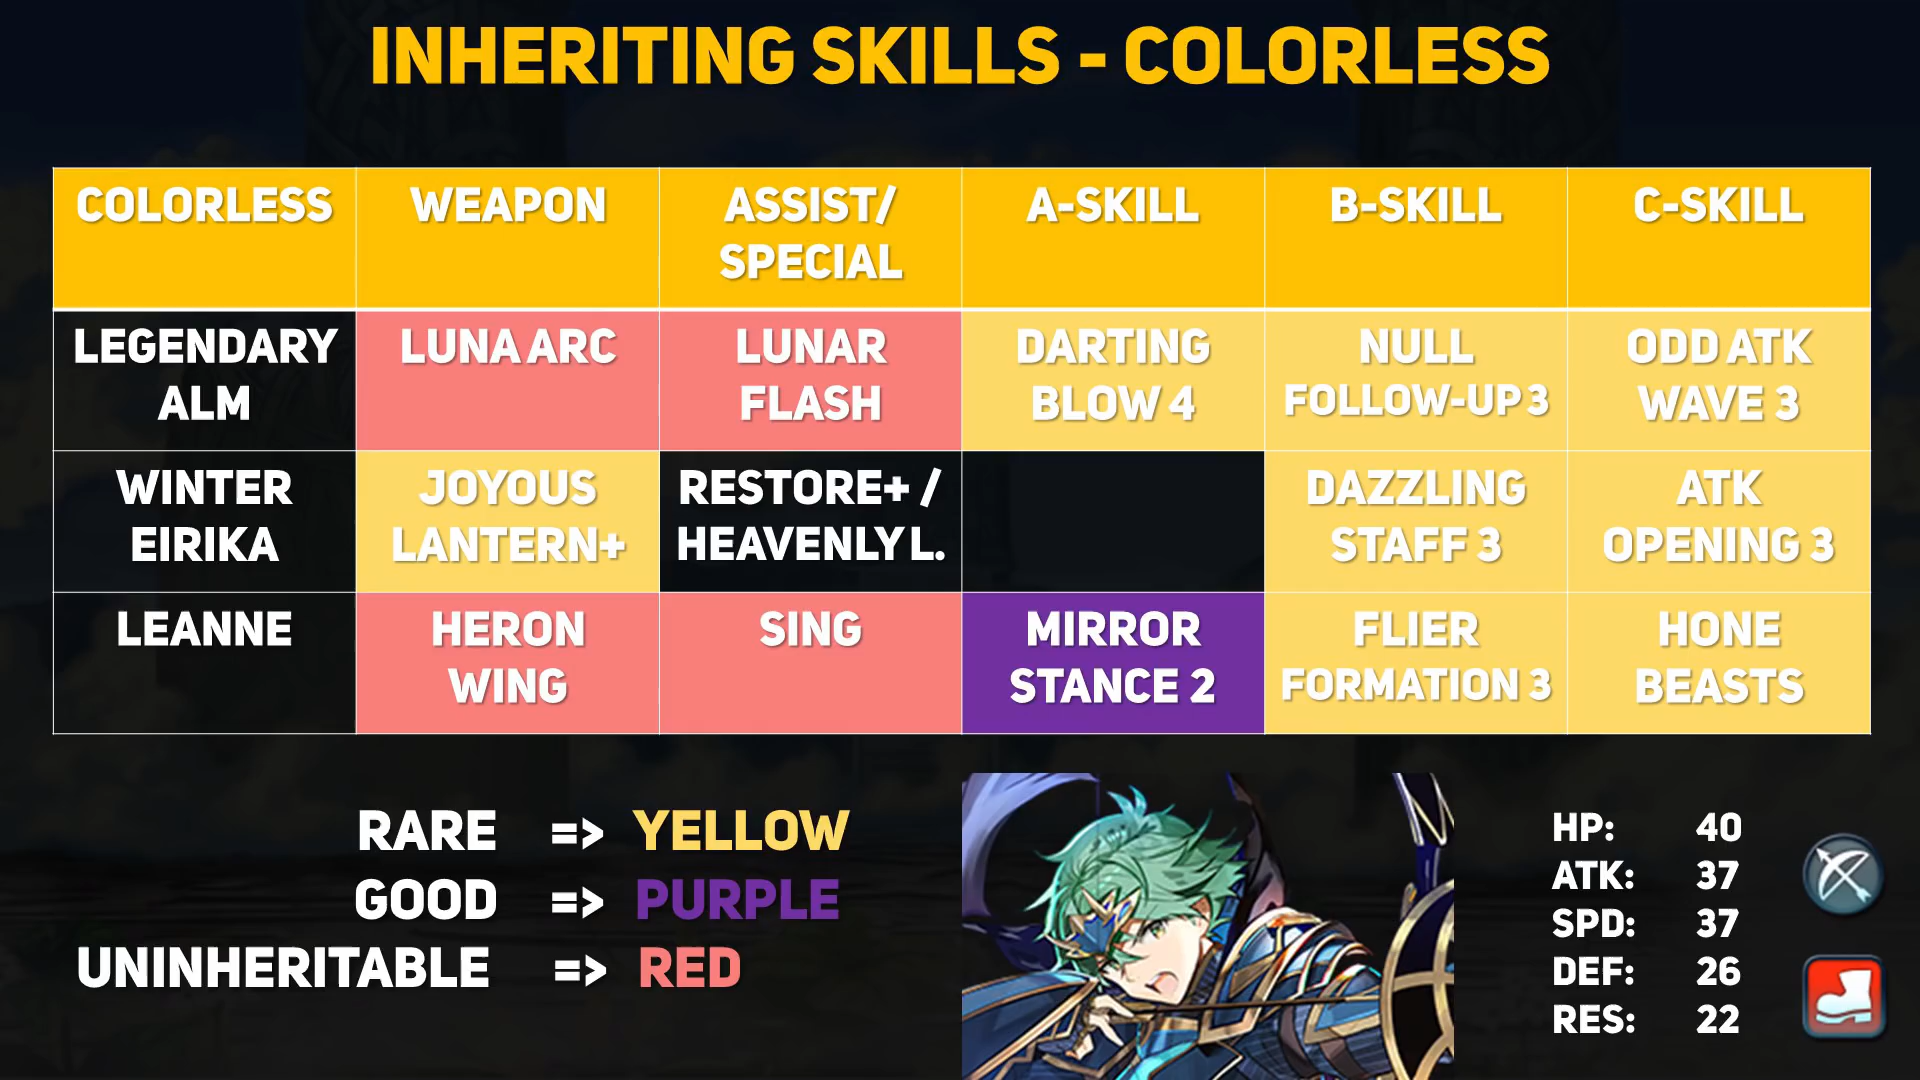 INHERITING SKILLS - COLORLESS
COLORLESS
WEAPON
ASSIST/
SPECIAL
A-SKILL
B-SKILL
C-SKILL
LEGENDARY
ALM
LUNA ARC
LUNAR
FLASH
DARTING
BLOW 4
NULL
FOLLOW-UP 3
ODD ATK
WAVE 3
WINTER
EIRIKA
JOYOUS
LANTERN+
RESTORE+ /
HEAVENLY L.
DAZZLING
STAFF 3
ATK
OPENING 3
LEANNE
HERON
WING
SING
MIRROR
STANCE 2
FLIER
FORMATION 3
HONE
BEASTS
RARE => YELLOW
GOOD => PURPLE
UNINHERITABLE => RED
HP: 40
ATK: 37
SPD: 37
DEF: 26
RES: 22